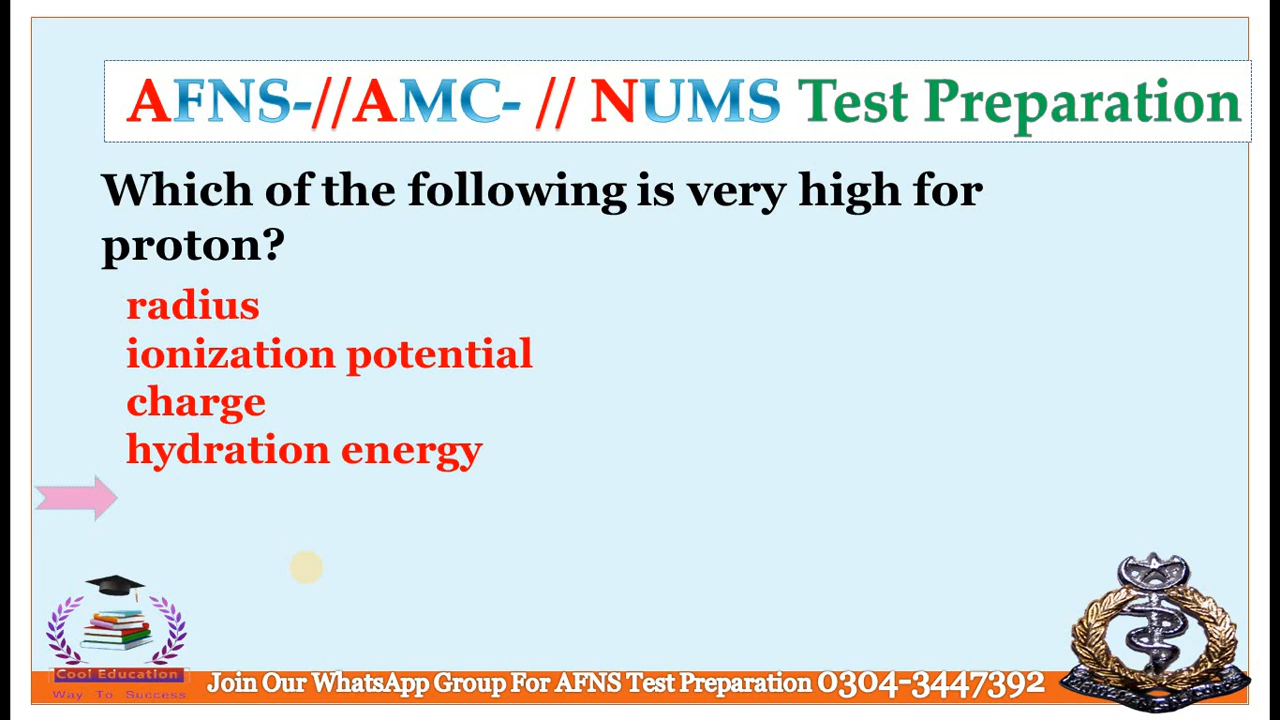 AFNS-//AMC- // NUMS Test Preparation
Which of the following is very high for
proton?
radius
ionization potential
charge
hydration energy
Cool Education
Way To Success
Join Our WhatsApp Group For AFNS Test Preparation 0304-3447392